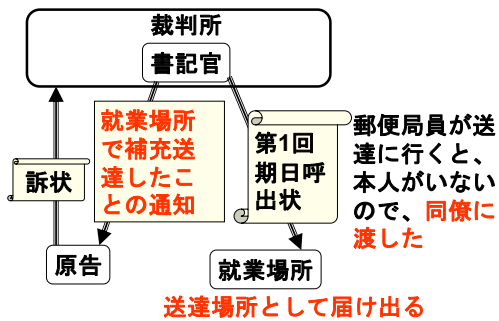 裁判所
書記官
就業場所
で補充送
達したこ
との通知
第1回
期日呼
出状
郵便局員が送
達に行くと、
本人がいない
ので、同僚に
渡した
訴状
原告
就業場所
送達場所として届け出る